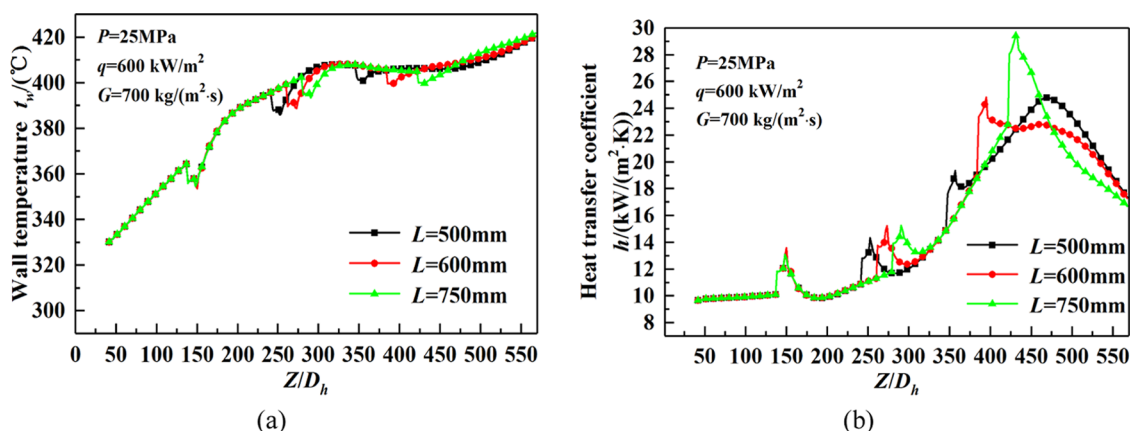 P=25MPa
q=600 kW/m²
G=700 kg/(m²·s)
Wall temperature t_w/(℃)
420
400
380
360
340
320
300
L=500mm
L=600mm
L=750mm
0 50 100 150 200 250 300 350 400 450 500 550
Z/D_h
(a)
P=25MPa
q=600 kW/m²
G=700 kg/(m²·s)
Heat transfer coefficient
h/(kW/(m²·K))
30
28
26
24
22
20
18
16
14
12
10
8
L=500mm
L=600mm
L=750mm
50 100 150 200 250 300 350 400 450 500 550
Z/D_h
(b)